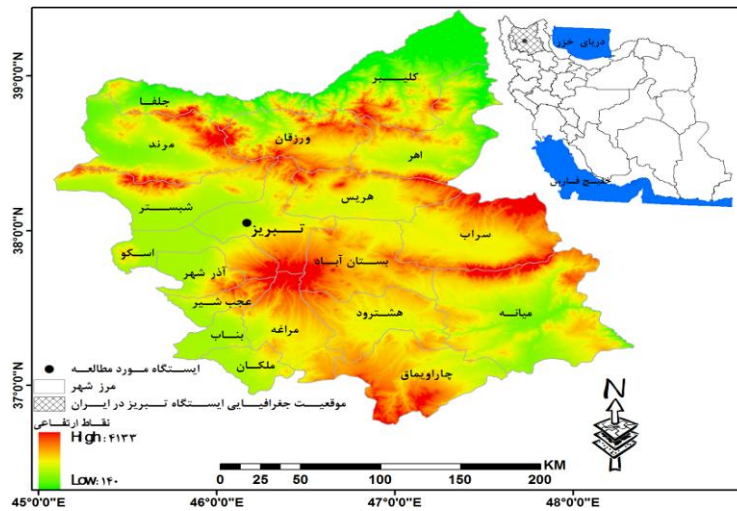 دریای خزر
خلیج فارس
39°0'0"N
38°0'0"N
37°0'0"N
کلیبر
جلفا
ورزقان
مرند
اهر
هریس
شبستر
تبریز
سراب
اسکو
بستان آباد
آذر شهر
عجب شیر
هشترود
میانه
مراغه
بناب
ملکان
چاراویماق
ایستگاه مورد مطالعه
مرز شهر
موقعیت جغرافیایی ایستگاه تبریز در ایران
نقاط ارتفاعی
High : ۴۱۳۳
Low : ۱۴۰
N
KM
0 25 50 100 150 200
45°0'0"E 46°0'0"E 47°0'0"E 48°0'0"E